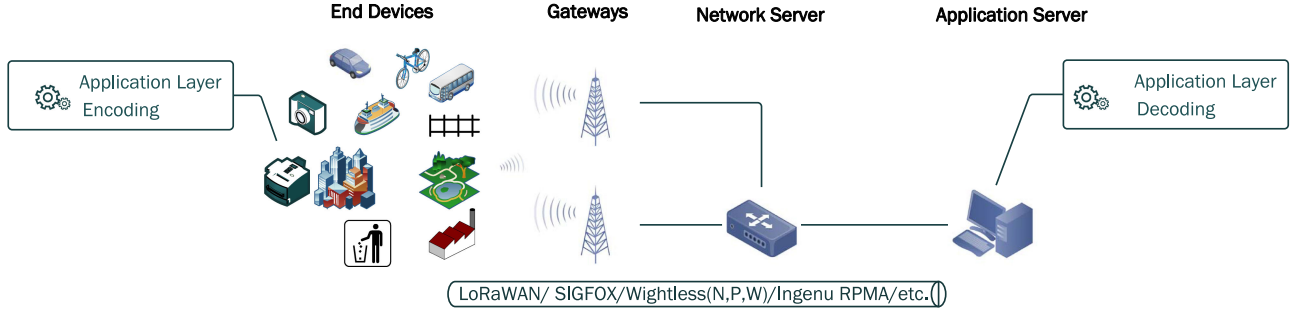 End Devices
Gateways
Network Server
Application Server
Application Layer
Encoding
Application Layer
Decoding
LoRaWAN/ SIGFOX/Wightless(N,P,W)/Ingenu RPMA/etc.